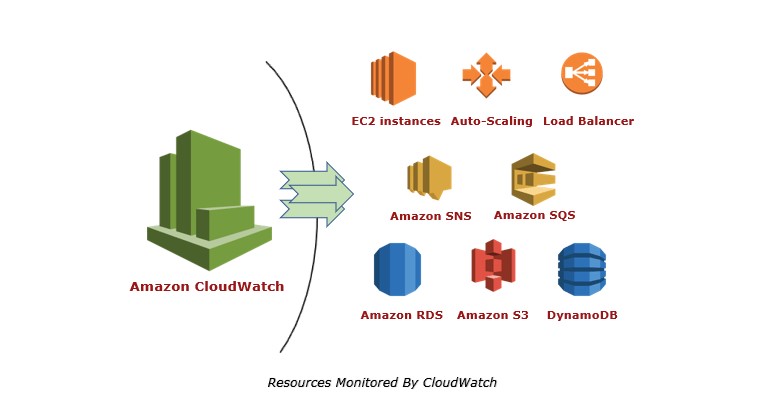 EC2 instances
Auto-Scaling
Load Balancer
Amazon SNS
Amazon SQS
Amazon CloudWatch
Amazon RDS
Amazon S3
DynamoDB
Resources Monitored By CloudWatch